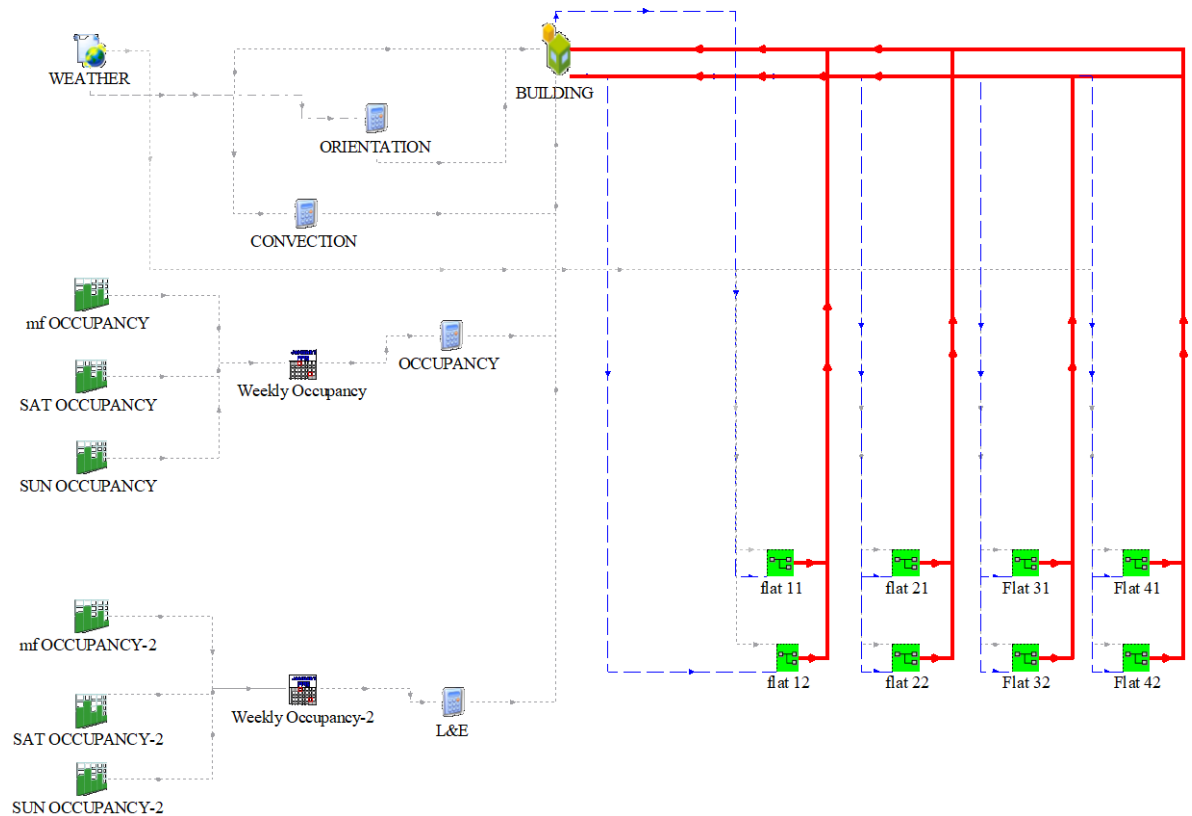 WEATHER
BUILDING
ORIENTATION
CONVECTION
mf OCCUPANCY
OCCUPANCY
Weekly Occupancy
SAT OCCUPANCY
SUN OCCUPANCY
flat 11
flat 21
Flat 31
Flat 41
mf OCCUPANCY-2
flat 12
flat 22
Flat 32
Flat 42
Weekly Occupancy-2
L&E
SAT OCCUPANCY-2
SUN OCCUPANCY-2